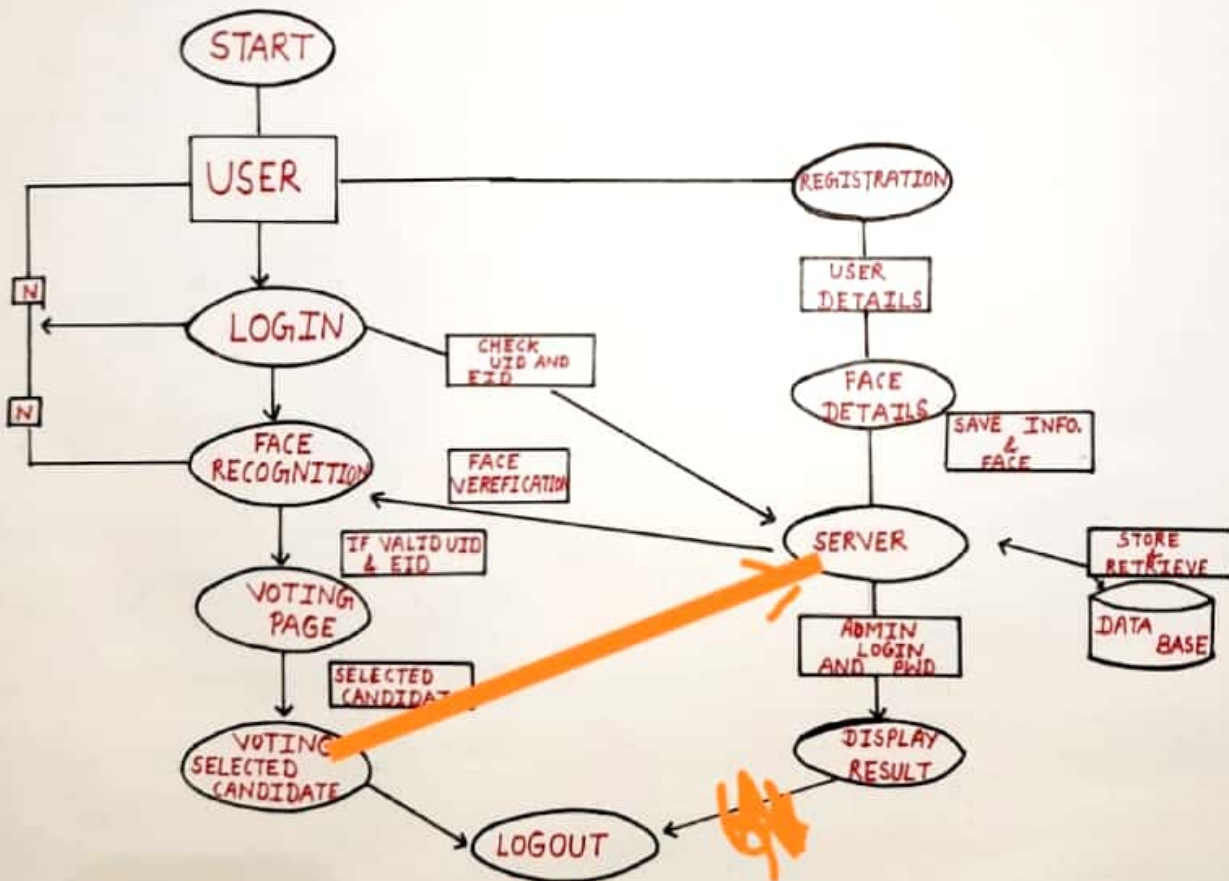 START
USER
REGISTRATION
USER
DETAILS
N
LOGIN
CHECK
UID AND
EID
FACE
DETAILS
N
SAVE INFO.
&
FACE
FACE
RECOGNITION
FACE
VEREFICATION
SERVER
STORE
&
RETRIEVE
IF VALID UID
& EID
VOTING
PAGE
ADMIN
LOGIN
AND PWD
DATA
BASE
SELECTED
CANDIDAT
VOTING
SELECTED
CANDIDATE
DISPLAY
RESULT
LOGOUT